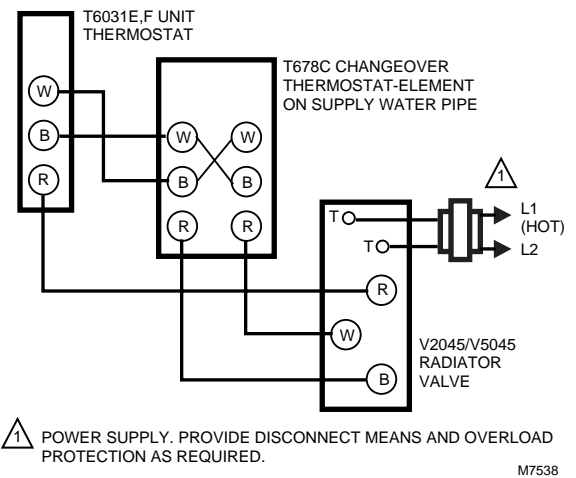 T6031E,F UNIT
THERMOSTAT
T678C CHANGEOVER
THERMOSTAT-ELEMENT
ON SUPPLY WATER PIPE
W
B
R
W
W
B
B
R
R
1
T
L1
(HOT)
T
L2
R
W
B
V2045/V5045
RADIATOR
VALVE
1 POWER SUPPLY. PROVIDE DISCONNECT MEANS AND OVERLOAD
PROTECTION AS REQUIRED.
M7538